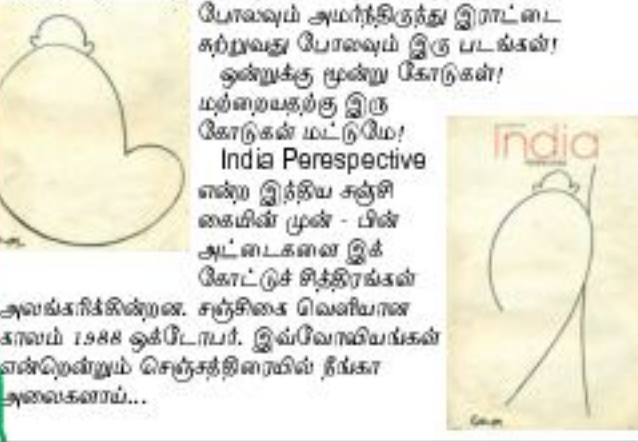 போலவும் அமர்ந்திருந்து இராட்டை
சுற்றுவது போலவும் இரு படங்கள்!
ஒன்றுக்கு மூன்று கோடுகள்!
மற்றையதற்கு இரு
கோடுகள் மட்டுமே!
India Perespective
என்ற இந்திய சஞ்சி
கையின் முன் - பின்
அட்டைகளை இக்
கோட்டுச் சித்திரங்கள்
அலங்கரிக்கின்றன. சஞ்சிகை வெளியான
காலம் 1988 ஒக்டோபர். இவ்வோவியங்கள்
என்றென்றும் செஞ்சத்திரையில் நீங்கா
அலைகளாய்...
India